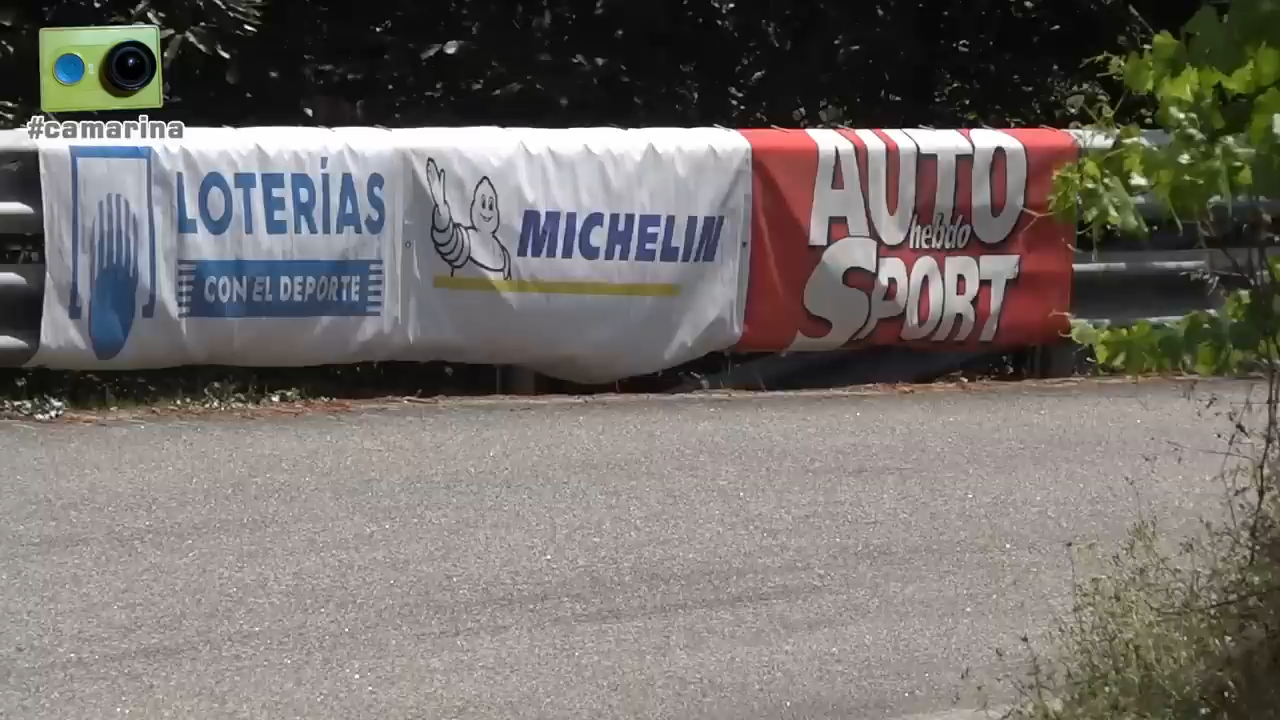 #camarina
LOTERÍAS
CON EL DEPORTE
MICHELIN
AUTO
hebdo
SPORT